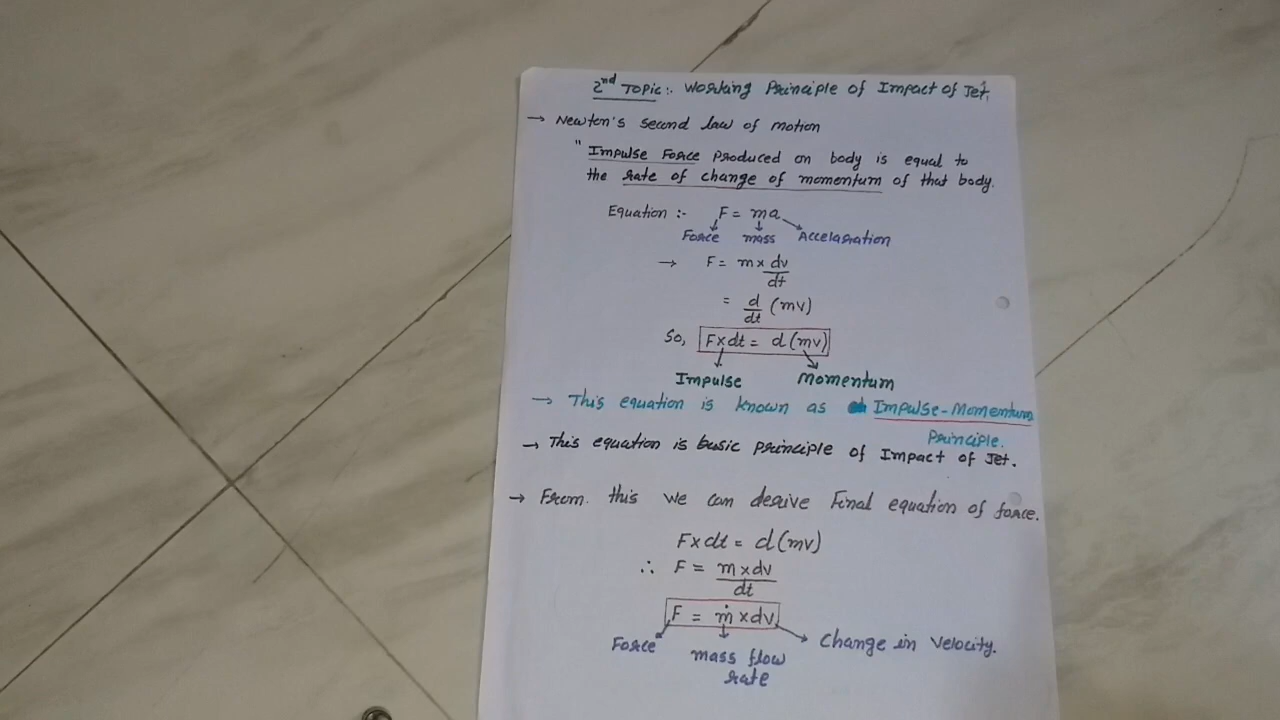 2nd Topic:- Working Principle of Impact of Jet.
→ Newton's second law of motion
" Impulse Force produced on body is equal to
the rate of change of momentum of that body.
Equation :- F = ma
Force mass Accelaration
→ F = m x dv/dt
= d/dt (mv)
So, Fxdt = d(mv)
Impulse Momentum
→ This equation is known as Impulse-Momentum
Principle.
→ This equation is basic principle of Impact of Jet.
→ From this we can derive Final equation of force.
Fxdt = d(mv)
∴ F = m x dv/dt
F = ṁ x dv
Force mass flow rate Change in Velocity.